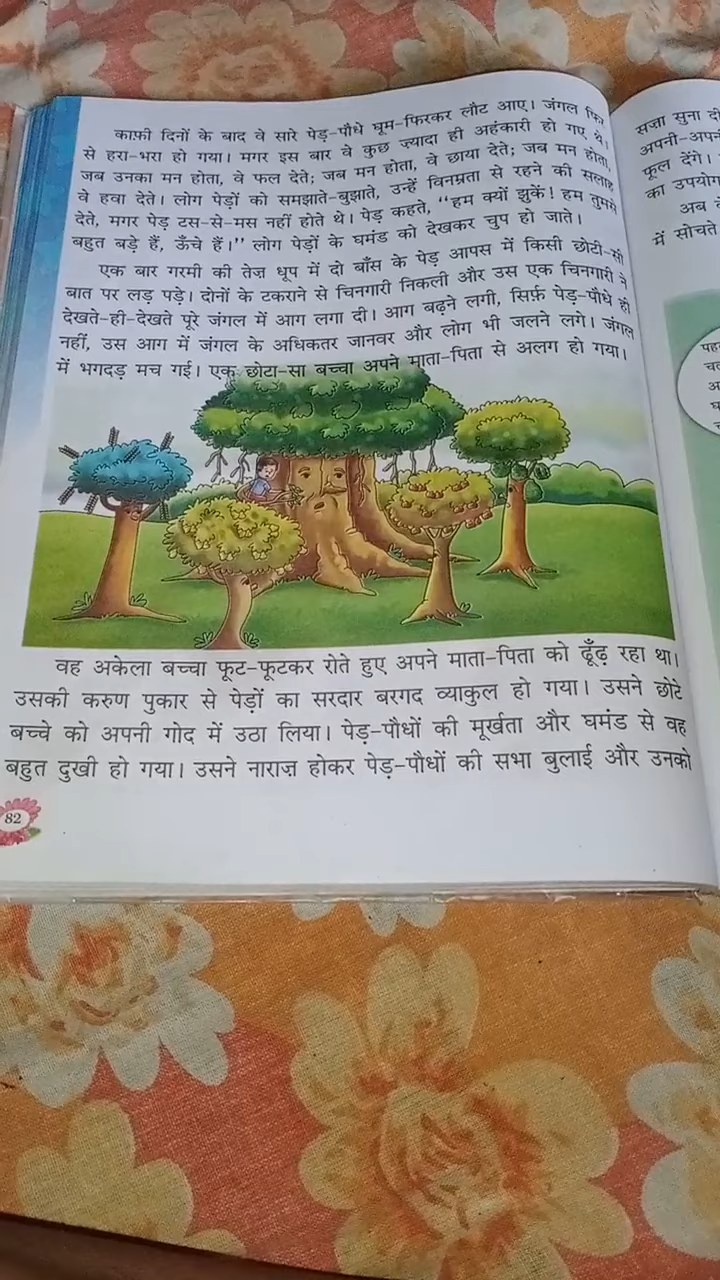 काफ़ी दिनों के बाद वे सारे पेड़-पौधे घूम-फिरकर लौट आए। जंगल फिर
से हरा-भरा हो गया। मगर इस बार वे कुछ ज्यादा ही अहंकारी हो गए थे।
जब उनका मन होता, वे फल देते; जब मन होता, वे छाया देते; जब मन होता,
वे हवा देते। लोग पेड़ों को समझाते-बुझाते, उन्हें विनम्रता से रहने की सलाह
देते, मगर पेड़ टस-से-मस नहीं होते थे। पेड़ कहते, “हम क्यों झुकें! हम तुमसे
बहुत बड़े हैं, ऊँचे हैं।” लोग पेड़ों के घमंड को देखकर चुप हो जाते।
एक बार गरमी की तेज़ धूप में दो बाँस के पेड़ आपस में किसी छोटी-सी
बात पर लड़ पड़े। दोनों के टकराने से चिनगारी निकली और उस एक चिनगारी ने
देखते-ही-देखते पूरे जंगल में आग लगा दी। आग बढ़ने लगी, सिर्फ़ पेड़-पौधे ही
नहीं, उस आग में जंगल के अधिकतर जानवर और लोग भी जलने लगे। जंगल
में भगदड़ मच गई। एक छोटा-सा बच्चा अपने माता-पिता से अलग हो गया।
वह अकेला बच्चा फूट-फूटकर रोते हुए अपने माता-पिता को ढूँढ़ रहा था।
उसकी करुण पुकार से पेड़ों का सरदार बरगद व्याकुल हो गया। उसने छोटे
बच्चे को अपनी गोद में उठा लिया। पेड़-पौधों की मूर्खता और घमंड से वह
बहुत दुखी हो गया। उसने नाराज़ होकर पेड़-पौधों की सभा बुलाई और उनको
82
सज़ा सुना दी
अपनी-अपनी
फूल देंगे।
का उपयोग
अब
में सोचते